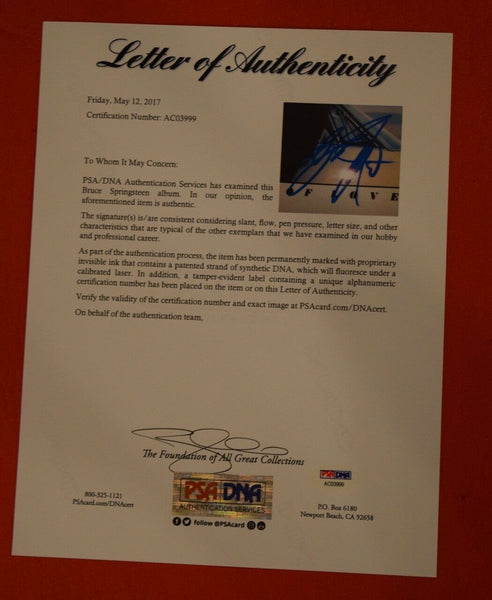 Letter of Authenticity
Friday, May 12, 2017
Certification Number: AC03999
To Whom It May Concern:
PSA/DNA Authentication Services has examined this
Bruce Springsteen album. In our opinion, the
aforementioned item is authentic.
The signature(s) is/are consistent considering slant, flow, pen pressure, letter size, and other
characteristics that are typical of the other exemplars that we have examined in our hobby
and professional career.
As part of the authentication process, the item has been permanently marked with proprietary
invisible ink that contains a patented strand of synthetic DNA, which will fluoresce under a
calibrated laser. In addition, a tamper-evident label containing a unique alphanumeric
certification number has been placed on the item or on this Letter of Authenticity.
Verify the validity of the certification number and exact image at PSAcard.com/DNAcert.
On behalf of the authentication team,
The Foundation of All Great Collections
800-325-1121
PSAcard.com/DNAcert
PSA DNA
AUTHENTICATION SERVICES
follow @PSAcard
PSA DNA
AC03999
P.O. Box 6180
Newport Beach, CA 92658